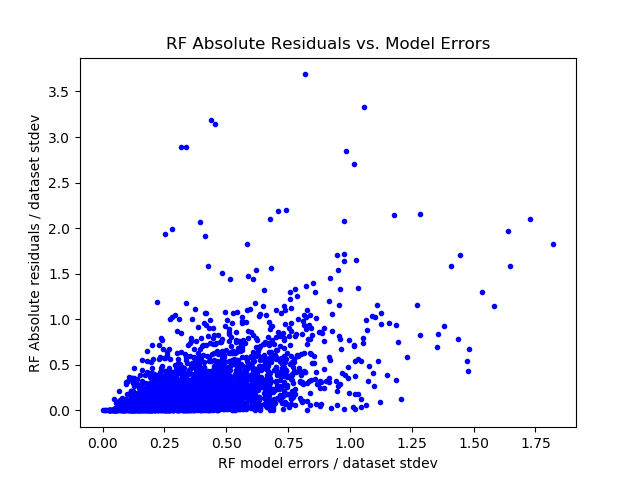 RF Absolute Residuals vs. Model Errors
RF Absolute residuals / dataset stdev
3.5
3.0
2.5
2.0
1.5
1.0
0.5
0.0
0.00 0.25 0.50 0.75 1.00 1.25 1.50 1.75
RF model errors / dataset stdev